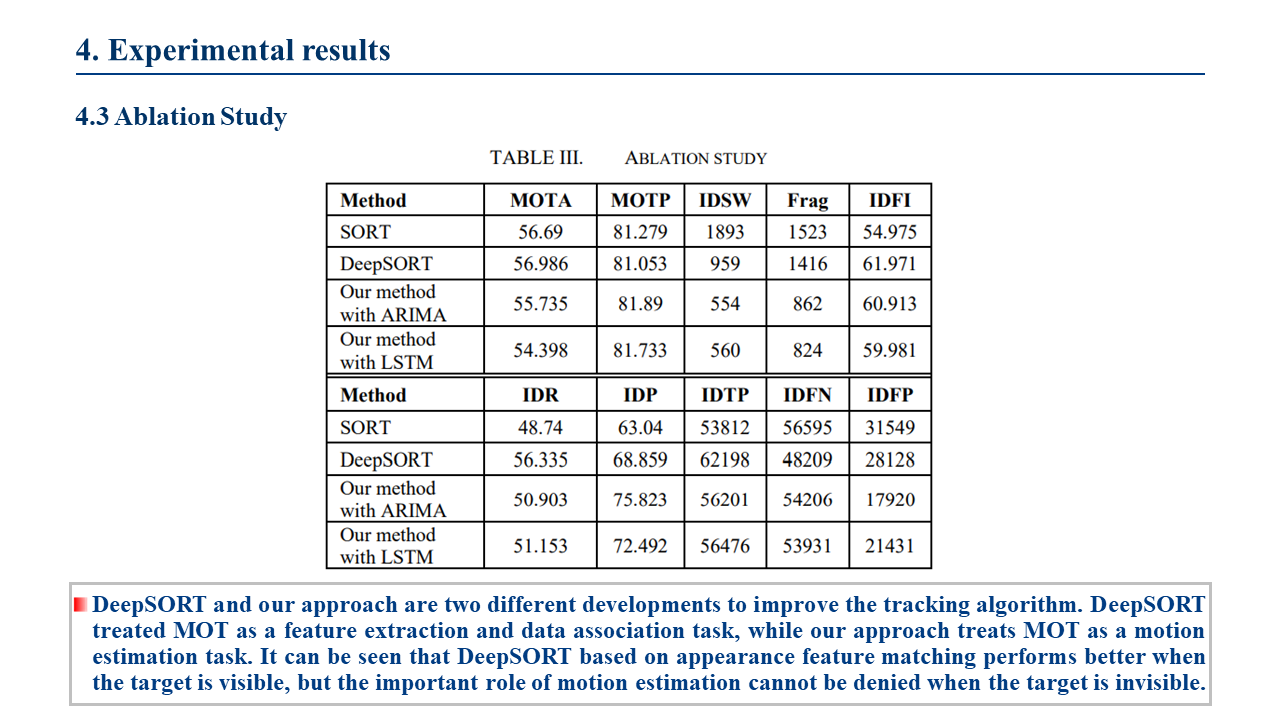 4. Experimental results
4.3 Ablation Study
TABLE III. ABLATION STUDY
Method MOTA MOTP IDSW Frag IDFI
SORT 56.69 81.279 1893 1523 54.975
DeepSORT 56.986 81.053 959 1416 61.971
Our method
with ARIMA 55.735 81.89 554 862 60.913
Our method
with LSTM 54.398 81.733 560 824 59.981
Method IDR IDP IDTP IDFN IDFP
SORT 48.74 63.04 53812 56595 31549
DeepSORT 56.335 68.859 62198 48209 28128
Our method
with ARIMA 50.903 75.823 56201 54206 17920
Our method
with LSTM 51.153 72.492 56476 53931 21431
DeepSORT and our approach are two different developments to improve the tracking algorithm. DeepSORT
treated MOT as a feature extraction and data association task, while our approach treats MOT as a motion
estimation task. It can be seen that DeepSORT based on appearance feature matching performs better when
the target is visible, but the important role of motion estimation cannot be denied when the target is invisible.